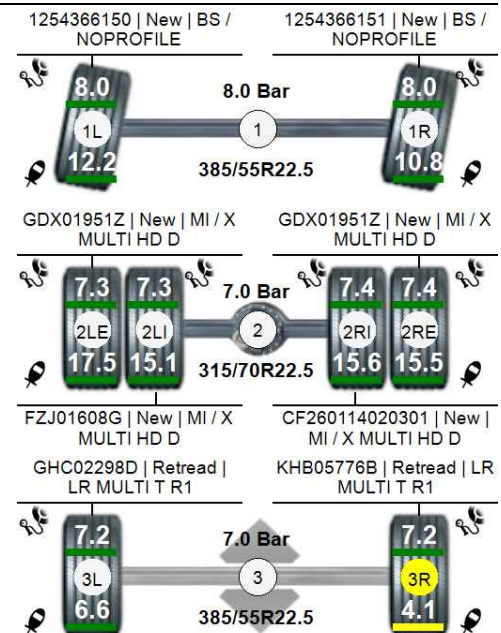 1254366150 | New | BS /
NOPROFILE
1254366151 | New | BS /
NOPROFILE
8.0
8.0 Bar
8.0
1L
1
1R
12.2
385/55R22.5
10.8
GDX01951Z | New | MI / X
MULTI HD D
GDX01951Z | New | MI / X
MULTI HD D
7.3
7.3
7.0 Bar
7.4
7.4
2LE
2LI
2
2RI
2RE
17.5
15.1
315/70R22.5
15.6
15.5
FZJ01608G | New | MI / X
MULTI HD D
CF260114020301 | New |
MI / X MULTI HD D
GHC02298D | Retread |
LR MULTI T R1
KHB05776B | Retread | LR
MULTI T R1
7.2
7.0 Bar
7.2
3L
3
3R
6.6
385/55R22.5
4.1